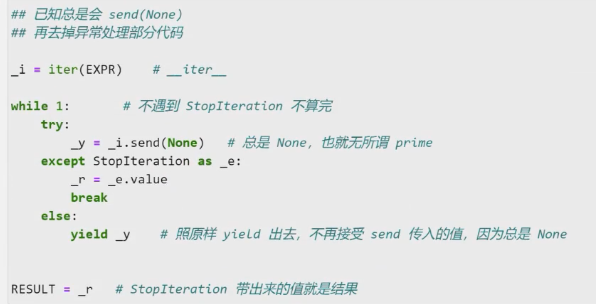 ## 已知总是会 send(None)
## 再去掉异常处理部分代码
_i = iter(EXPR)    # __iter__
while 1:       # 不遇到 StopIteration 不算完
    try:
        _y = _i.send(None)   # 总是 None, 也就无所谓 prime
    except StopIteration as _e:
        _r = _e.value
        break
    else:
        yield _y    # 照原样 yield 出去, 不再接受 send 传入的值, 因为总是 None
RESULT = _r   # StopIteration 带出来的值就是结果